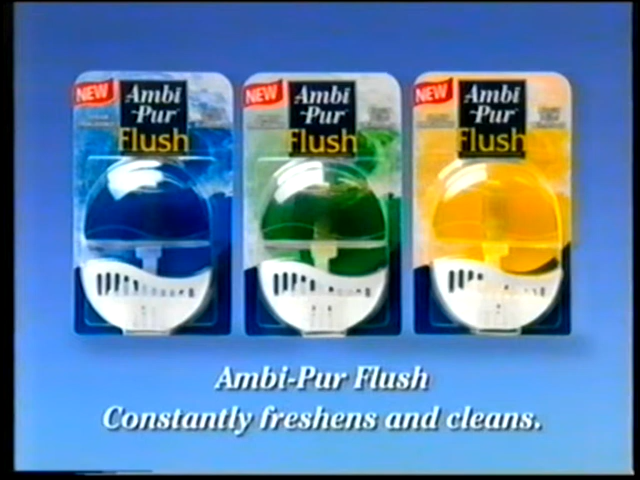 NEW
Ambi
Pur
Flush
NEW
Ambi
Pur
Flush
NEW
Ambi
Pur
Flush
Ambi-Pur Flush
Constantly freshens and cleans.